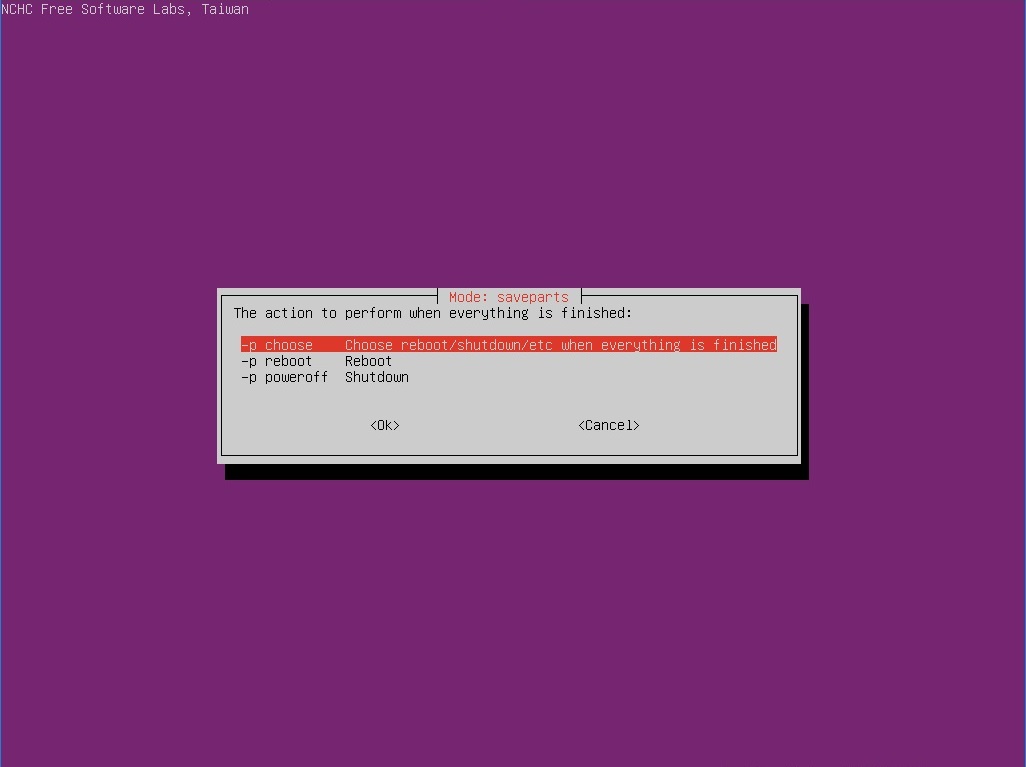 NCHC Free Software Labs, Taiwan
Mode: saveparts
The action to perform when everything is finished:
-p choose Choose reboot/shutdown/etc when everything is finished
-p reboot Reboot
-p poweroff Shutdown
<Ok> <Cancel>